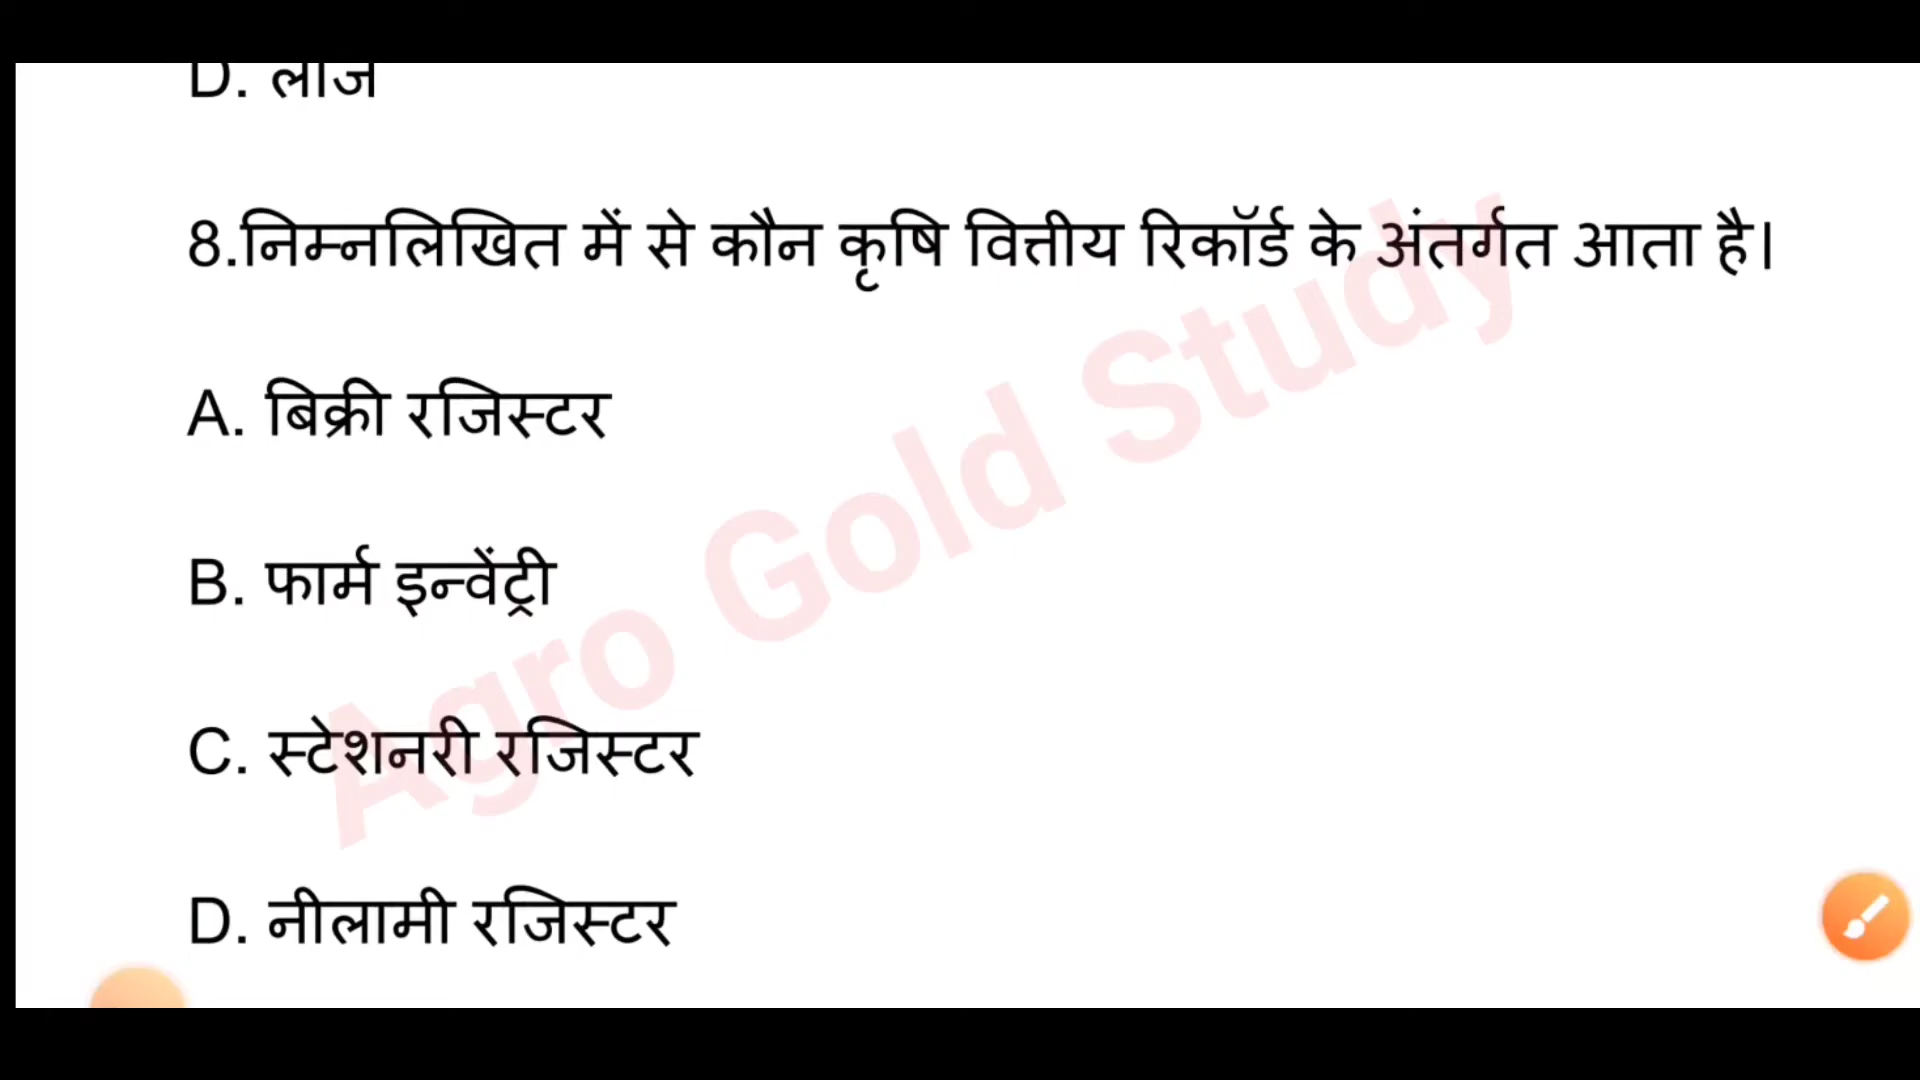 D. लीज
8.निम्नलिखित में से कौन कृषि वित्तीय रिकॉर्ड के अंतर्गत आता है।
A. बिक्री रजिस्टर
B. फार्म इन्वेंट्री
C. स्टेशनरी रजिस्टर
D. नीलामी रजिस्टर
Agro Gold Study